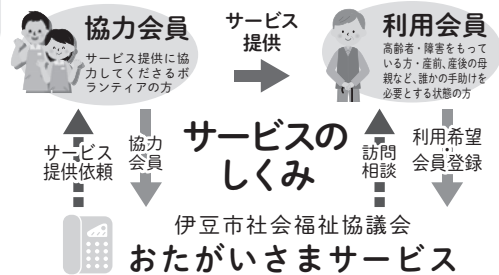 協力会員
サービス提供に協
力してくださるボ
ランティアの方
サービス
提供
利用会員
高齢者・障害をもって
いる方・産前、産後の母
親など、誰かの手助けを
必要とする状態の方
サービス
提供依頼
協力
会員
サービスの
しくみ
訪問
相談
利用希望
・
会員登録
伊豆市社会福祉協議会
おたがいさまサービス